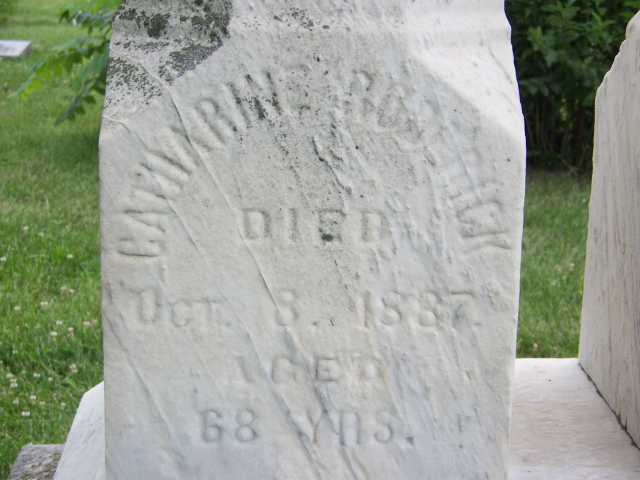 CATHARINE
DIED
Oct. 8. 1887.
AGED
68 YRS.